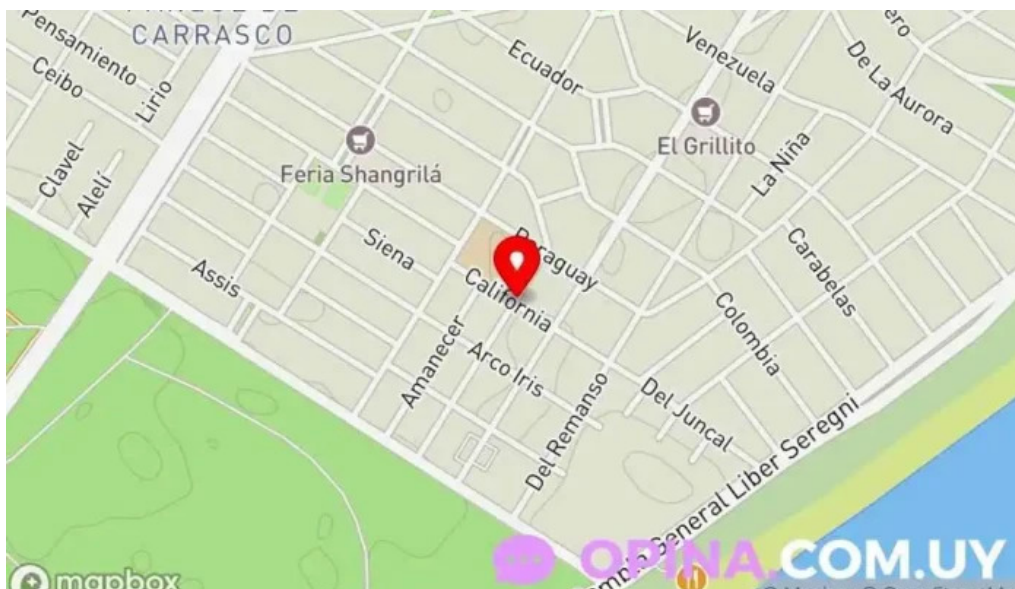 CARRASCO
Pensamiento
Ceibo
Lirio
Clavel
Alelí
Ecuador
Venezuela
De La Aurora
El Grillito
Feria Shangrilá
La Niña
Siena
Paraguay
Carabelas
Assis
California
Colombia
Arco Iris
Amanecer
Del Remanso
Del Juncal
General Liber Seregni
OPINA.COM.UY
mapbox